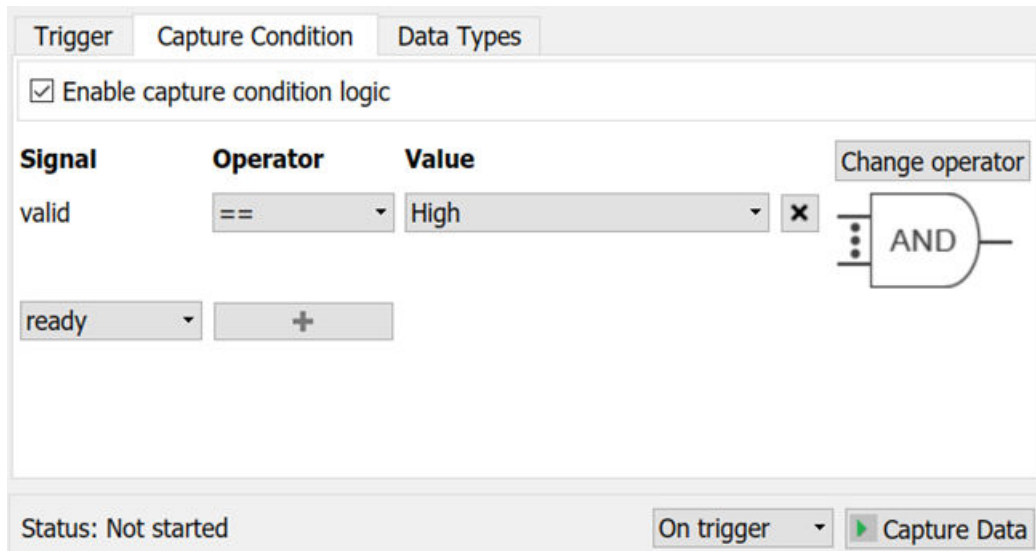 Trigger Capture Condition Data Types
Enable capture condition logic
Signal Operator Value Change operator
valid == High AND
ready +
Status: Not started On trigger Capture Data